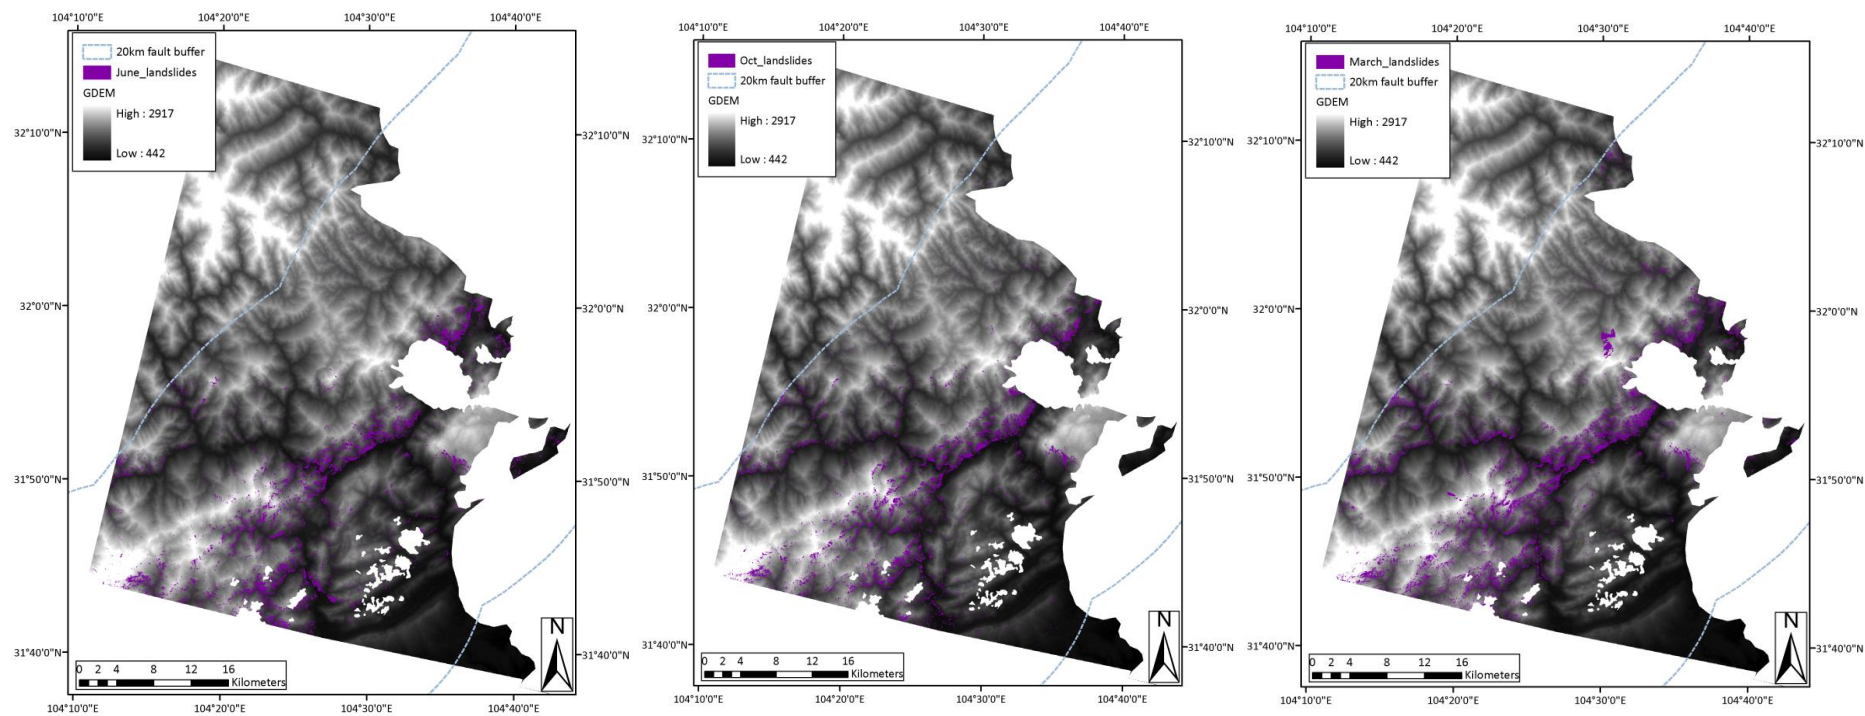 104°10'0"E 104°20'0"E 104°30'0"E 104°40'0"E
20km fault buffer
June_landslides
GDEM
High : 2917
Low : 442
32°10'0"N 32°10'0"N
32°0'0"N 32°0'0"N
31°50'0"N 31°50'0"N
31°40'0"N 31°40'0"N
N
0 2 4 8 12 16
Kilometers
104°10'0"E 104°20'0"E 104°30'0"E 104°40'0"E
104°10'0"E 104°20'0"E 104°30'0"E 104°40'0"E
Oct_landslides
20km fault buffer
GDEM
High : 2917
Low : 442
32°10'0"N 32°10'0"N
32°0'0"N 32°0'0"N
31°50'0"N 31°50'0"N
31°40'0"N 31°40'0"N
N
0 2 4 8 12 16
Kilometers
104°10'0"E 104°20'0"E 104°30'0"E 104°40'0"E
104°10'0"E 104°20'0"E 104°30'0"E 104°40'0"E
March_landslides
20km fault buffer
GDEM
High : 2917
Low : 442
32°10'0"N 32°10'0"N
32°0'0"N 32°0'0"N
31°50'0"N 31°50'0"N
31°40'0"N 31°40'0"N
N
0 2 4 8 12 16
Kilometers
104°10'0"E 104°20'0"E 104°30'0"E 104°40'0"E